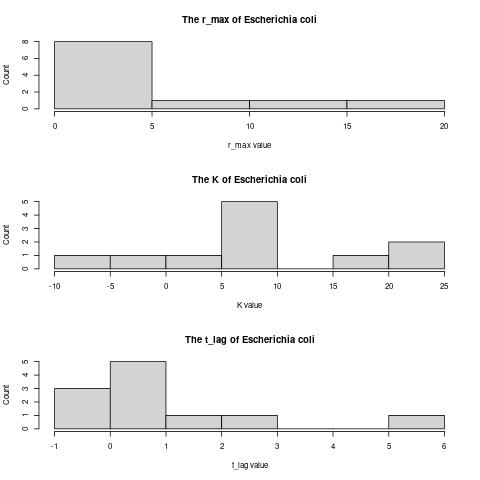 The r_max of Escherichia coli
Count
8
6
4
2
0
0 5 10 15 20
r_max value
The K of Escherichia coli
Count
5
4
3
2
1
0
-10 -5 0 5 10 15 20 25
K value
The t_lag of Escherichia coli
Count
5
4
3
2
1
0
-1 0 1 2 3 4 5 6
t_lag value